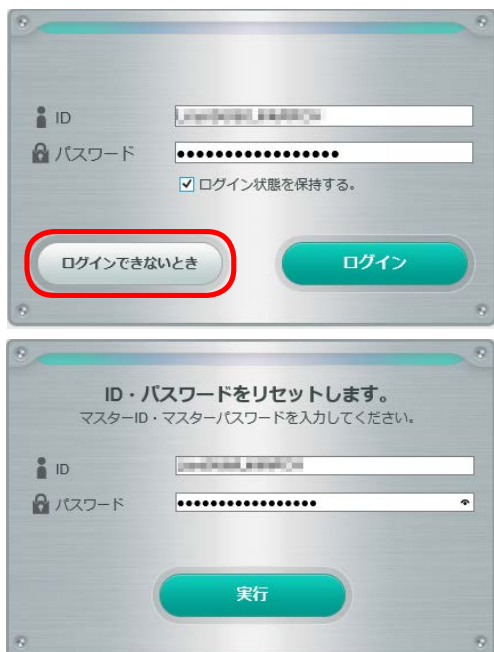 ID
パスワード
ログイン状態を保持する。
ログインできないとき
ログイン
ID・パスワードをリセットします。
マスターID・マスターパスワードを入力してください。
ID
パスワード
実行